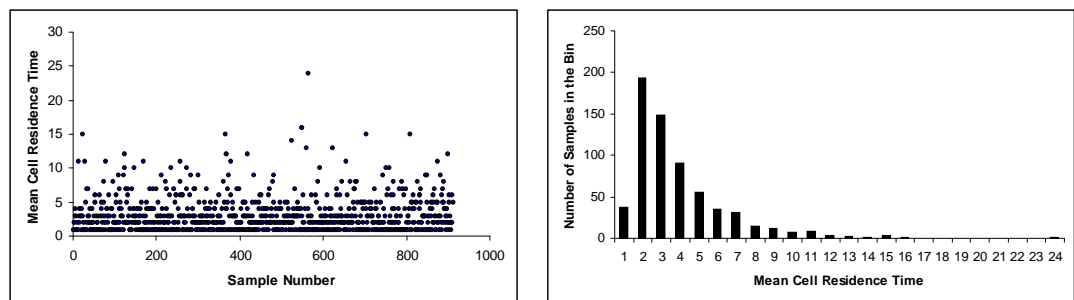 Mean Cell Residence Time
30
25
20
15
10
5
0
0 200 400 600 800 1000
Sample Number
Number of Samples in the Bin
250
200
150
100
50
0
1 2 3 4 5 6 7 8 9 10 11 12 13 14 15 16 17 18 19 20 21 22 23 24
Mean Cell Residence Time